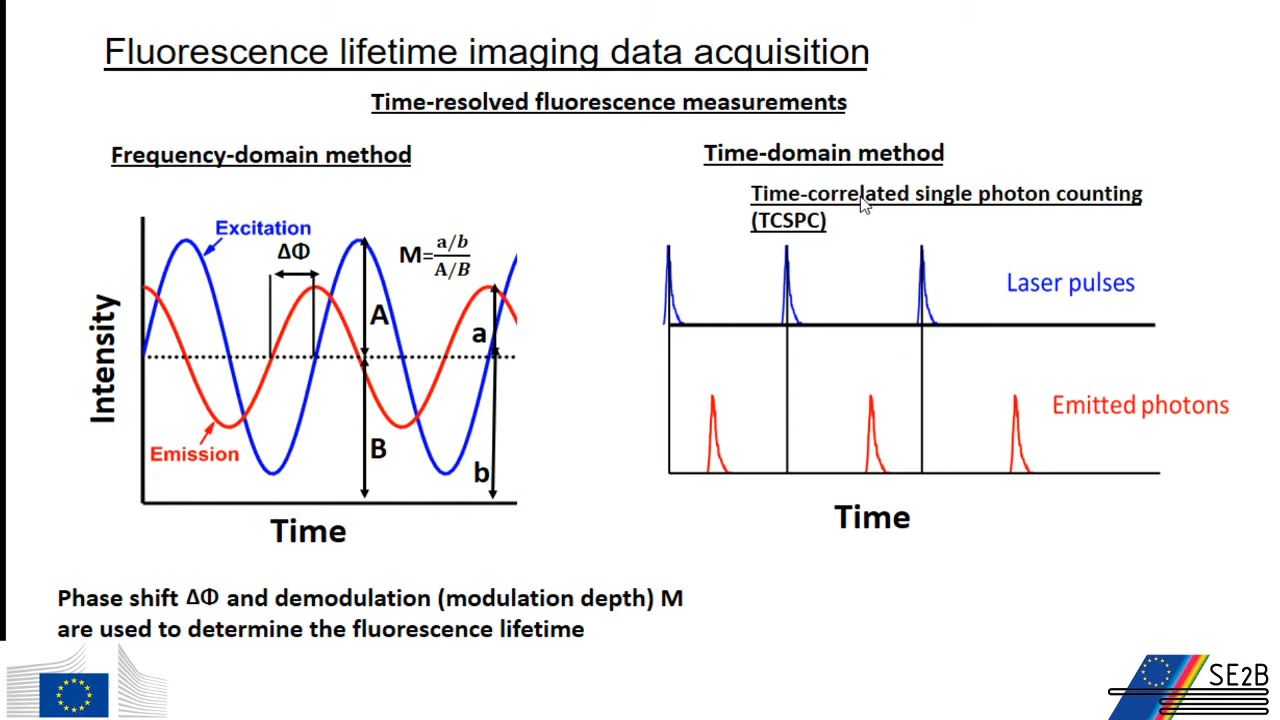 Fluorescence lifetime imaging data acquisition
Time-resolved fluorescence measurements
Frequency-domain method
Excitation
ΔΦ
M=a/b
A/B
A
a
B
b
Emission
Intensity
Time
Time-domain method
Time-correlated single photon counting
(TCSPC)
Laser pulses
Emitted photons
Time
Phase shift ΔΦ and demodulation (modulation depth) M
are used to determine the fluorescence lifetime
SE2B